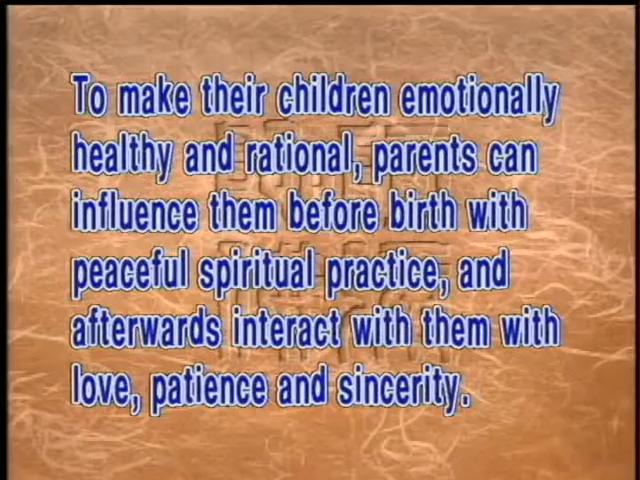 To make their children emotionally
healthy and rational, parents can
influence them before birth with
peaceful spiritual practice, and
afterwards interact with them with
love, patience and sincerity.